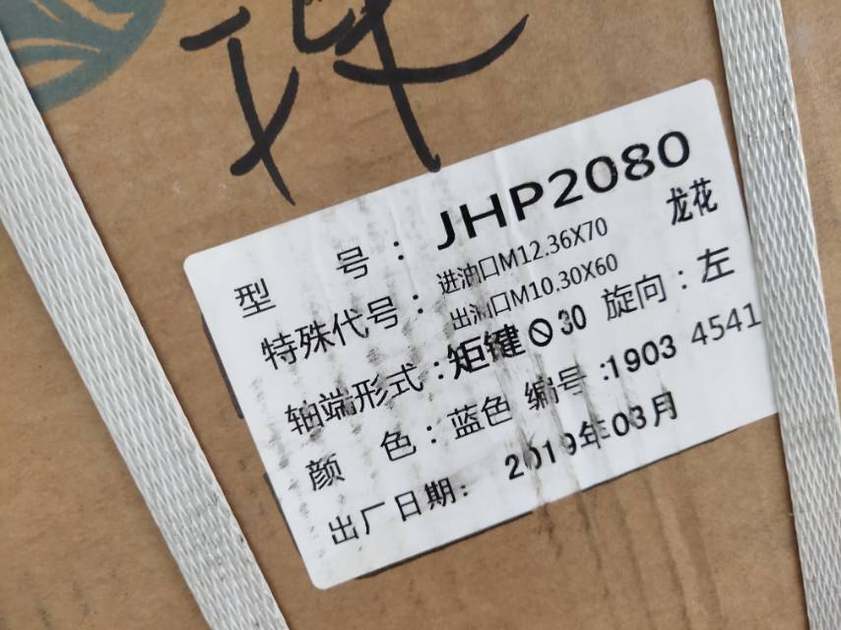 型 号：JHP2080
龙花
特殊代号：进油口M12.36X70
出油口M10.30X60
轴端形式：矩键⦸30 旋向：左
颜 色：蓝色 编号：1903 4541
出厂日期：2019年03月